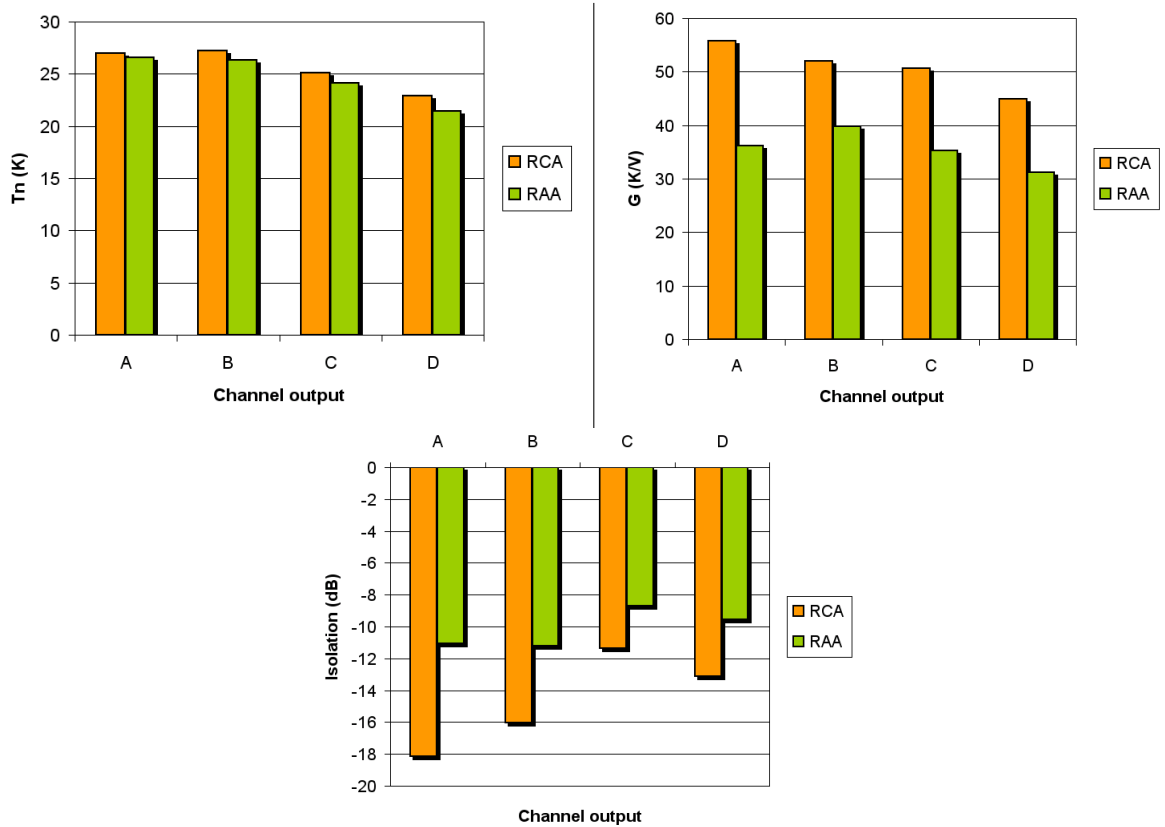 30
25
20
15
10
5
0
Tn (K)
A B C D
Channel output
RCA
RAA
60
50
40
30
20
10
0
G (K/V)
A B C D
Channel output
RCA
RAA
A B C D
0
-2
-4
-6
-8
-10
-12
-14
-16
-18
-20
Isolation (dB)
Channel output
RCA
RAA